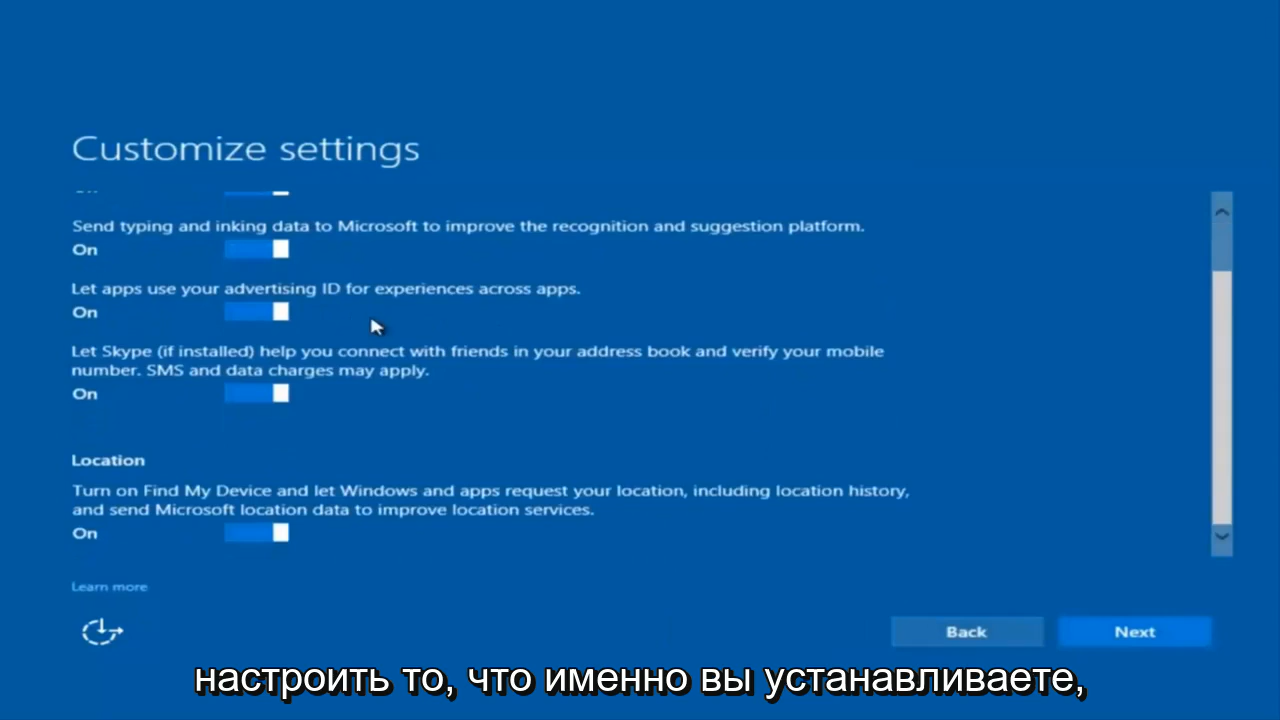 Customize settings
Send typing and inking data to Microsoft to improve the recognition and suggestion platform.
On
Let apps use your advertising ID for experiences across apps.
On
Let Skype (if installed) help you connect with friends in your address book and verify your mobile
number. SMS and data charges may apply.
On
Location
Turn on Find My Device and let Windows and apps request your location, including location history,
and send Microsoft location data to improve location services.
On
Learn more
Back
Next
настроить то, что именно вы устанавливаете,